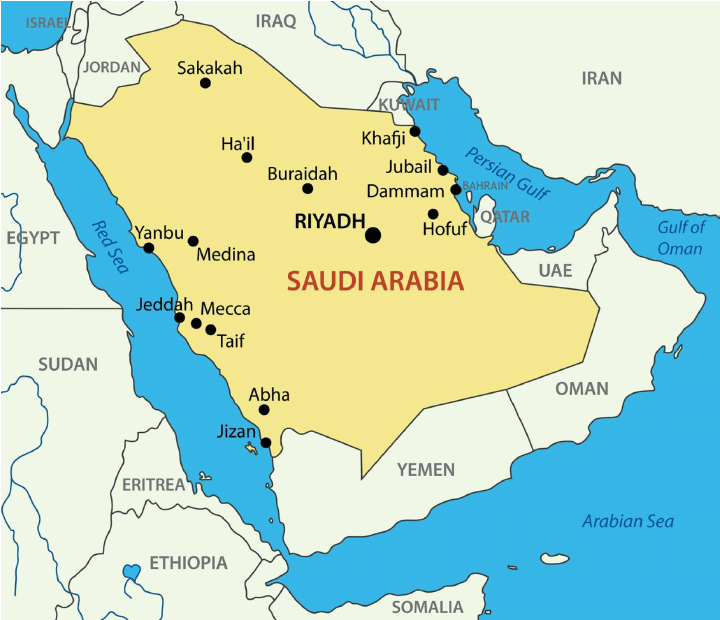 ISRAEL
IRAQ
JORDAN
Sakakah
IRAN
KUWAIT
Khafji
Ha'il
Buraidah
Jubail
Persian Gulf
Dammam
BAHRAIN
RIYADH
Hofuf
QATAR
Red Sea
EGYPT
Yanbu
Medina
Gulf of
Oman
UAE
SAUDI ARABIA
Jeddah
Mecca
Taif
SUDAN
OMAN
Abha
Jizan
YEMEN
ERITREA
Arabian Sea
ETHIOPIA
SOMALIA